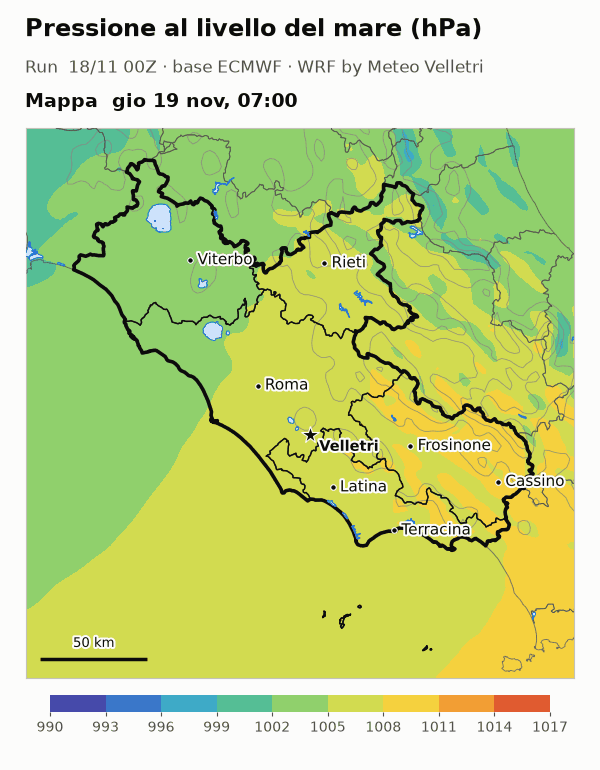 Pressione al livello del mare (hPa)
Run  18/11 00Z · base ECMWF · WRF by Meteo Velletri
Mappa  gio 19 nov, 07:00
Viterbo
Rieti
Roma
Velletri
Frosinone
Cassino
Latina
Terracina
50 km
990 993 996 999 1002 1005 1008 1011 1014 1017